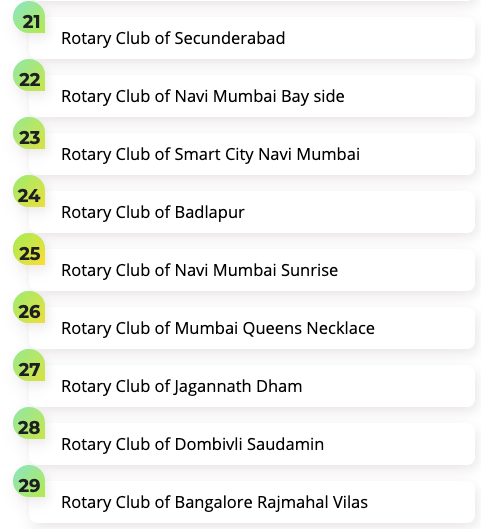 21
Rotary Club of Secunderabad
22
Rotary Club of Navi Mumbai Bay side
23
Rotary Club of Smart City Navi Mumbai
24
Rotary Club of Badlapur
25
Rotary Club of Navi Mumbai Sunrise
26
Rotary Club of Mumbai Queens Necklace
27
Rotary Club of Jagannath Dham
28
Rotary Club of Dombivli Saudamin
29
Rotary Club of Bangalore Rajmahal Vilas